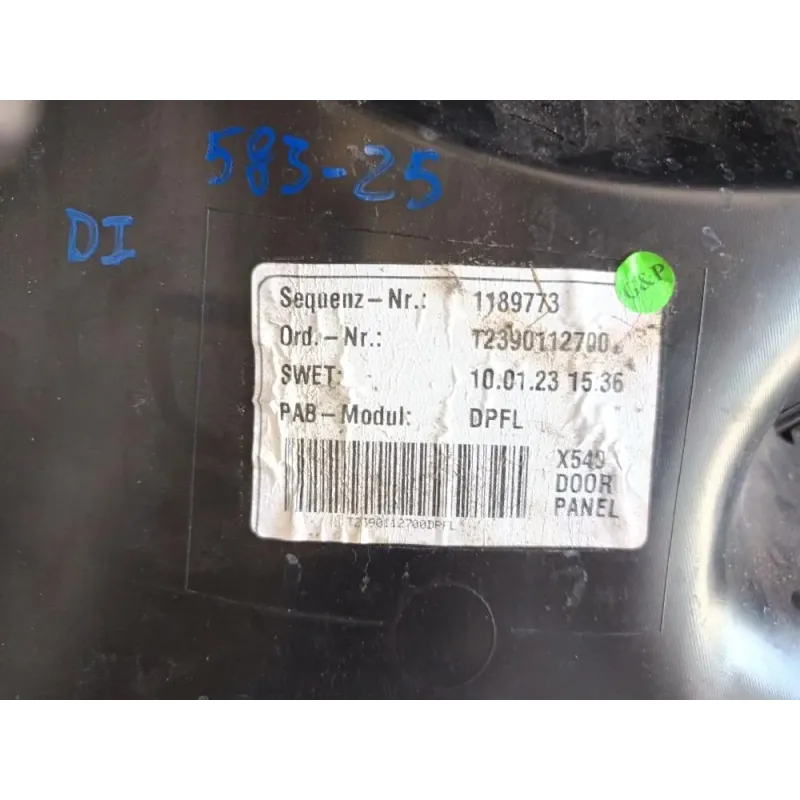 583-25
DI
G&P
Sequenz-Nr.: 1189773
Ord.-Nr.: T2390112700
SWET: 10.01.23 15:36
PAB-Modul: DPFL
X540
DOOR
PANEL
T2390112700DPFL